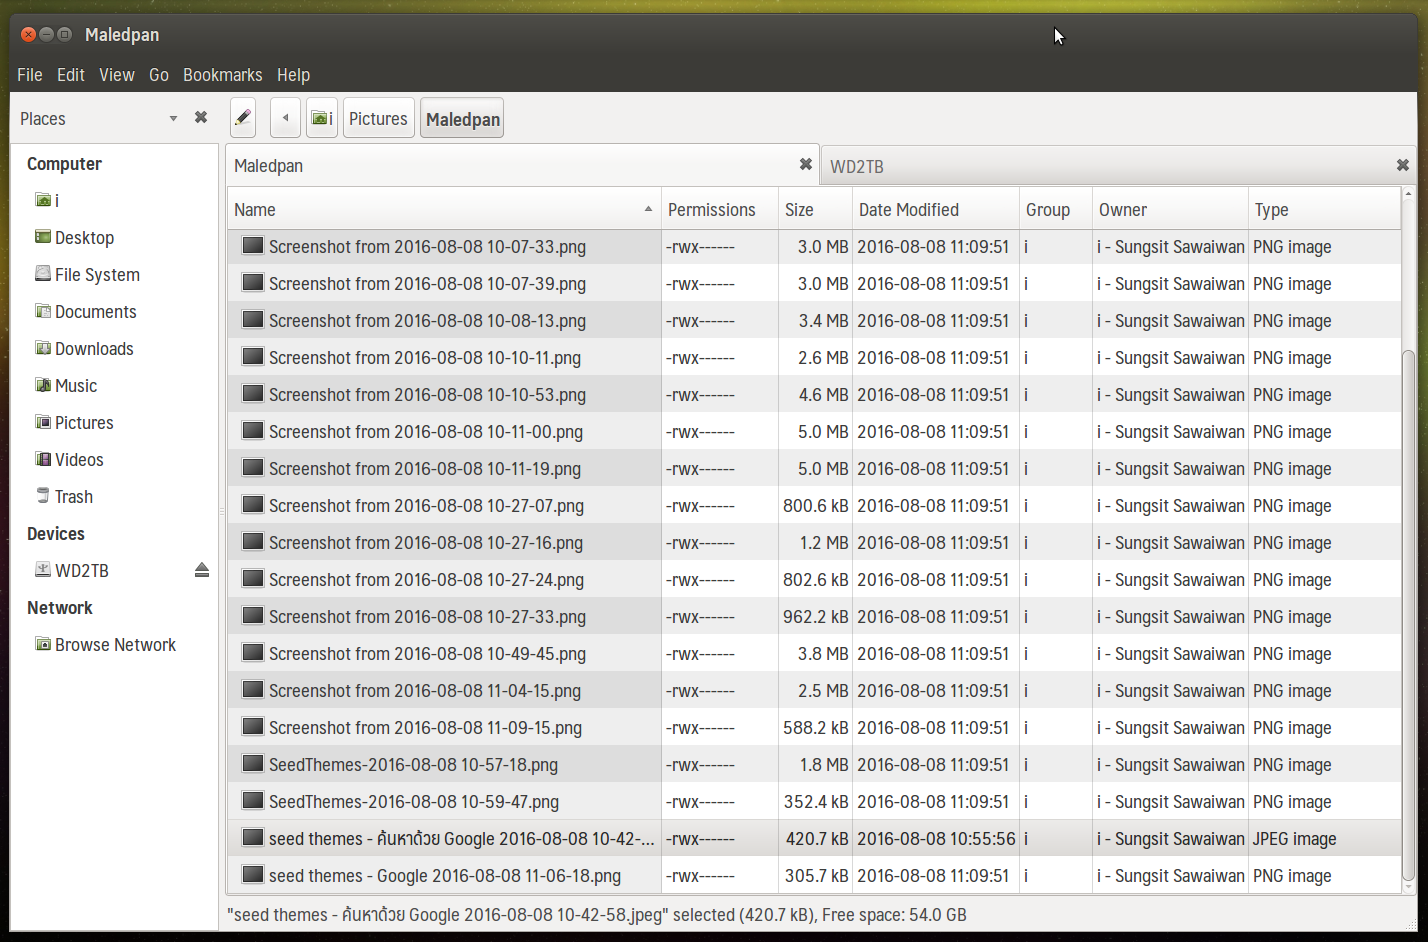 Maledpan
File Edit View Go Bookmarks Help
Places i Pictures Maledpan
Computer
i
Desktop
File System
Documents
Downloads
Music
Pictures
Videos
Trash
Devices
WD2TB
Network
Browse Network
Maledpan WD2TB
Name Permissions Size Date Modified Group Owner Type
Screenshot from 2016-08-08 10-07-33.png -rwx------ 3.0 MB 2016-08-08 11:09:51 i i - Sungsit Sawaiwan PNG image
Screenshot from 2016-08-08 10-07-39.png -rwx------ 3.0 MB 2016-08-08 11:09:51 i i - Sungsit Sawaiwan PNG image
Screenshot from 2016-08-08 10-08-13.png -rwx------ 3.4 MB 2016-08-08 11:09:51 i i - Sungsit Sawaiwan PNG image
Screenshot from 2016-08-08 10-10-11.png -rwx------ 2.6 MB 2016-08-08 11:09:51 i i - Sungsit Sawaiwan PNG image
Screenshot from 2016-08-08 10-10-53.png -rwx------ 4.6 MB 2016-08-08 11:09:51 i i - Sungsit Sawaiwan PNG image
Screenshot from 2016-08-08 10-11-00.png -rwx------ 5.0 MB 2016-08-08 11:09:51 i i - Sungsit Sawaiwan PNG image
Screenshot from 2016-08-08 10-11-19.png -rwx------ 5.0 MB 2016-08-08 11:09:51 i i - Sungsit Sawaiwan PNG image
Screenshot from 2016-08-08 10-27-07.png -rwx------ 800.6 kB 2016-08-08 11:09:51 i i - Sungsit Sawaiwan PNG image
Screenshot from 2016-08-08 10-27-16.png -rwx------ 1.2 MB 2016-08-08 11:09:51 i i - Sungsit Sawaiwan PNG image
Screenshot from 2016-08-08 10-27-24.png -rwx------ 802.6 kB 2016-08-08 11:09:51 i i - Sungsit Sawaiwan PNG image
Screenshot from 2016-08-08 10-27-33.png -rwx------ 962.2 kB 2016-08-08 11:09:51 i i - Sungsit Sawaiwan PNG image
Screenshot from 2016-08-08 10-49-45.png -rwx------ 3.8 MB 2016-08-08 11:09:51 i i - Sungsit Sawaiwan PNG image
Screenshot from 2016-08-08 11-04-15.png -rwx------ 2.5 MB 2016-08-08 11:09:51 i i - Sungsit Sawaiwan PNG image
Screenshot from 2016-08-08 11-09-15.png -rwx------ 588.2 kB 2016-08-08 11:09:51 i i - Sungsit Sawaiwan PNG image
SeedThemes-2016-08-08 10-57-18.png -rwx------ 1.8 MB 2016-08-08 11:09:51 i i - Sungsit Sawaiwan PNG image
SeedThemes-2016-08-08 10-59-47.png -rwx------ 352.4 kB 2016-08-08 11:09:51 i i - Sungsit Sawaiwan PNG image
seed themes - ค้นหาด้วย Google 2016-08-08 10-42-... -rwx------ 420.7 kB 2016-08-08 10:55:56 i i - Sungsit Sawaiwan JPEG image
seed themes - Google 2016-08-08 11-06-18.png -rwx------ 305.7 kB 2016-08-08 11:09:51 i i - Sungsit Sawaiwan PNG image
"seed themes - ค้นหาด้วย Google 2016-08-08 10-42-58.jpeg" selected (420.7 kB), Free space: 54.0 GB